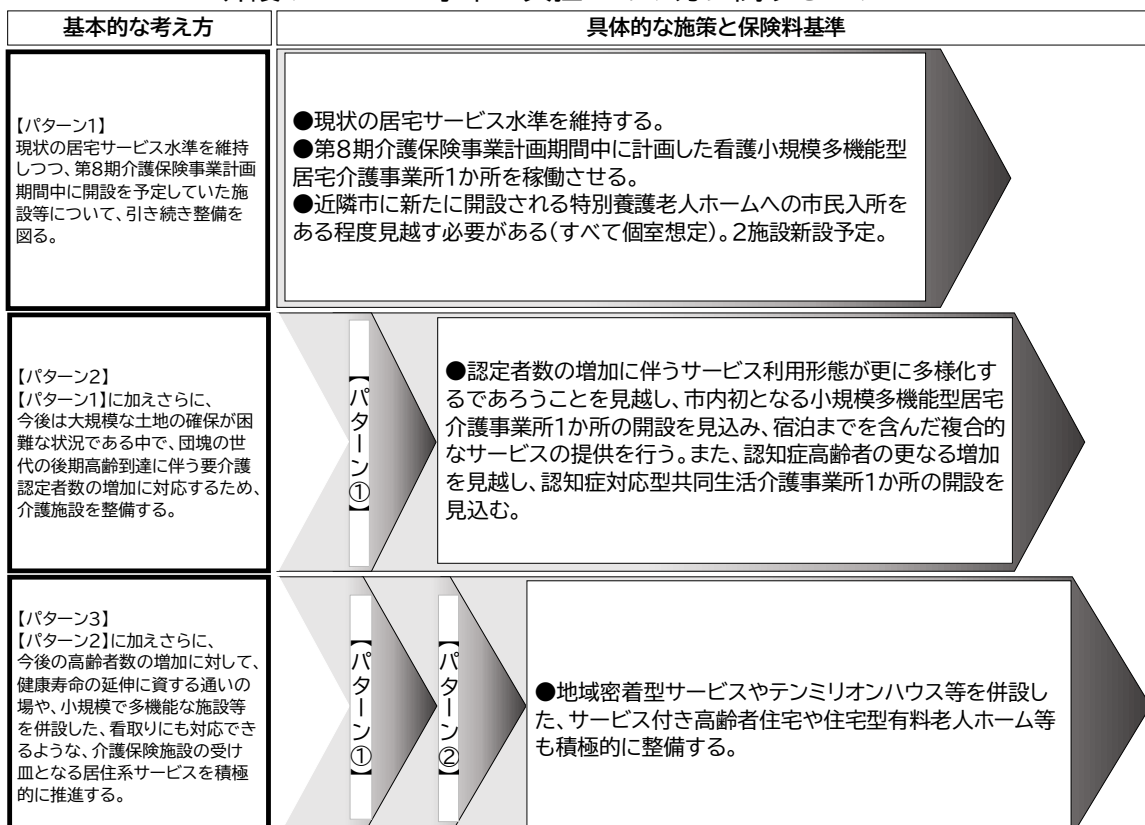 基本的な考え方
具体的な施策と保険料基準
【パターン1】
現状の居宅サービス水準を維持
しつつ、第8期介護保険事業計画
期間中に開設を予定していた施
設等について、引き続き整備を
図る。
●現状の居宅サービス水準を維持する。
●第8期介護保険事業計画期間中に計画した看護小規模多機能型
居宅介護事業所1か所を稼働させる。
●近隣市に新たに開設される特別養護老人ホームへの市民入所を
ある程度見越す必要がある(すべて個室想定)。2施設新設予定。
【パターン2】
【パターン1】に加えさらに、
今後は大規模な土地の確保が困
難な状況である中で、団塊の世
代の後期高齢到達に伴う要介護
認定者数の増加に対応するため、
介護施設を整備する。
【パターン①】
●認定者数の増加に伴うサービス利用形態が更に多様化す
るであろうことを見越し、市内初となる小規模多機能型居宅
介護事業所1か所の開設を見込み、宿泊までを含んだ複合的
なサービスの提供を行う。また、認知症高齢者の更なる増加
を見越し、認知症対応型共同生活介護事業所1か所の開設を
見込む。
【パターン3】
【パターン2】に加えさらに、
今後の高齢者数の増加に対して、
健康寿命の延伸に資する通いの
場や、小規模で多機能な施設等
を併設した、看取りにも対応でき
るような、介護保険施設の受け
皿となる居住系サービスを積極
的に推進する。
【パターン①】
【パターン②】
●地域密着型サービスやテンミリオンハウス等を併設し
た、サービス付き高齢者住宅や住宅型有料老人ホーム等
も積極的に整備する。